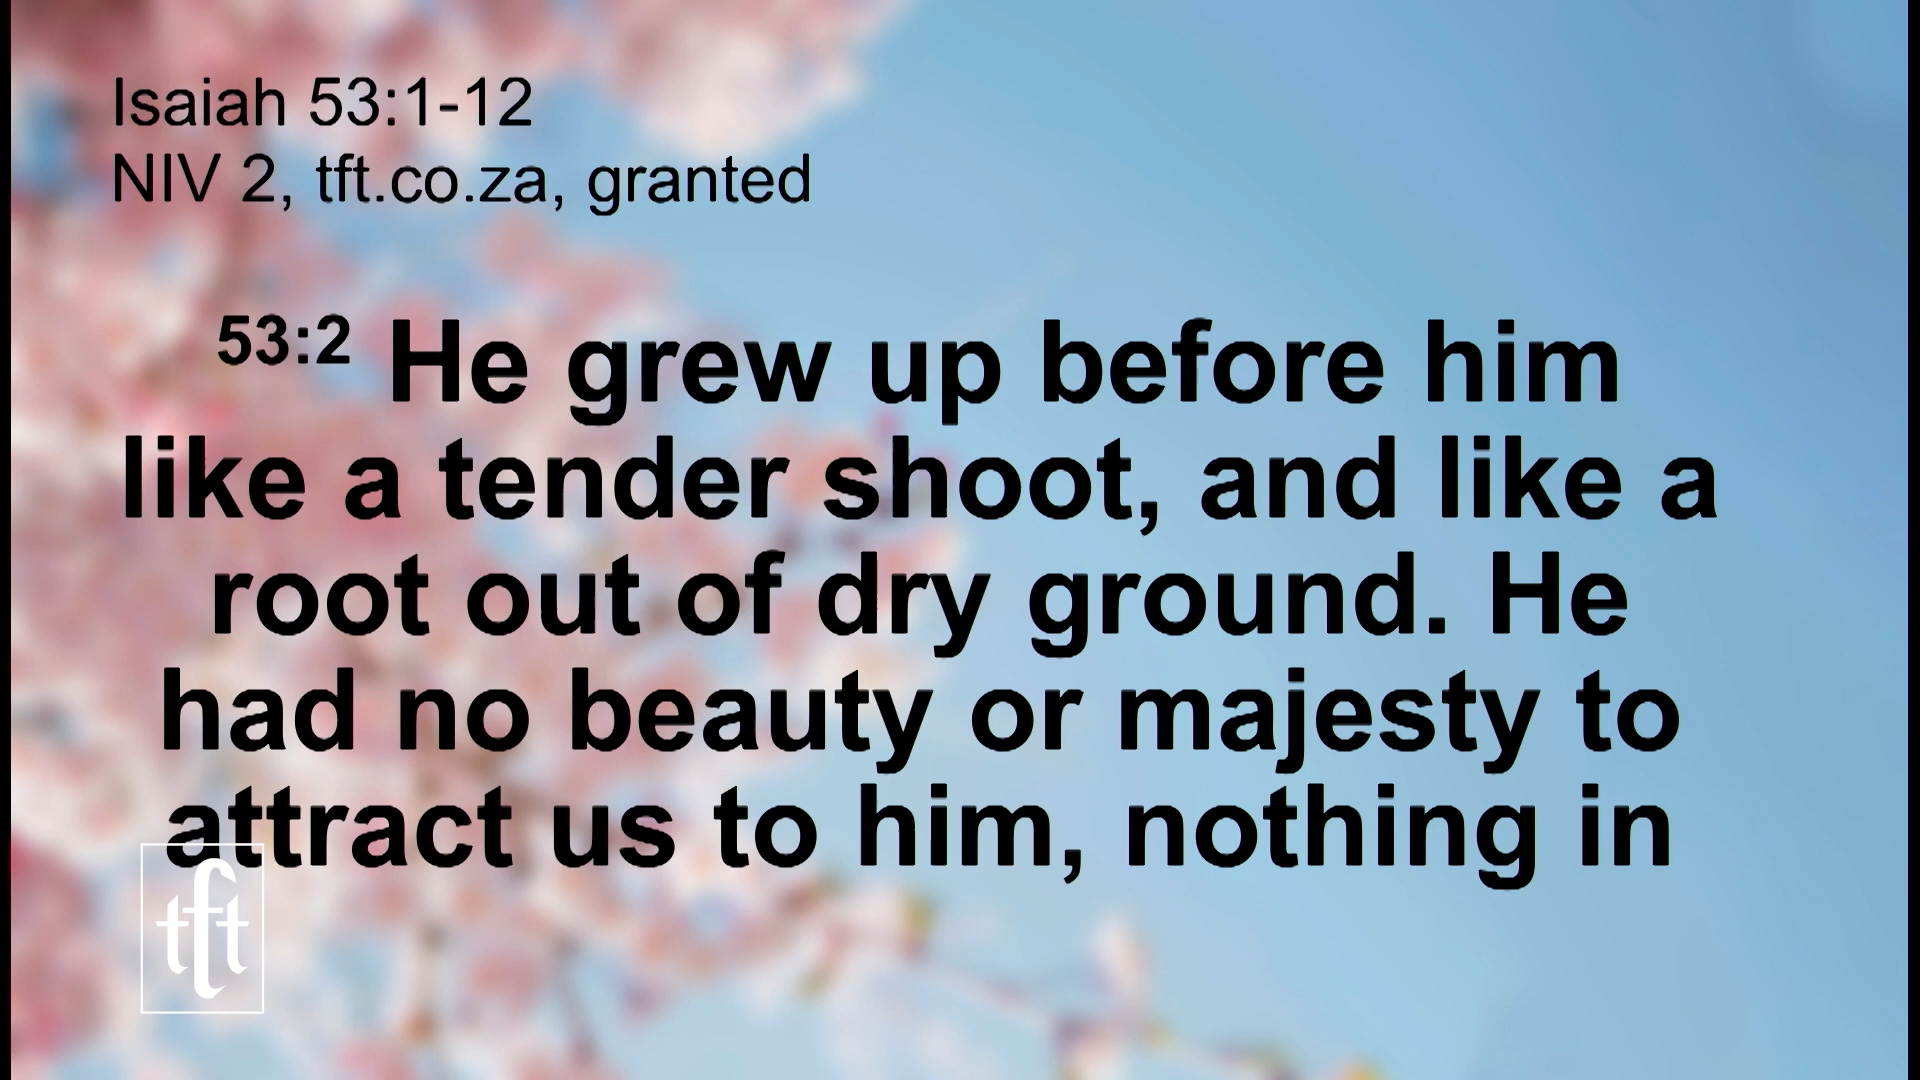 Isaiah 53:1-12
NIV 2, tft.co.za, granted
53:2 He grew up before him
like a tender shoot, and like a
root out of dry ground. He
had no beauty or majesty to
attract us to him, nothing in
tft